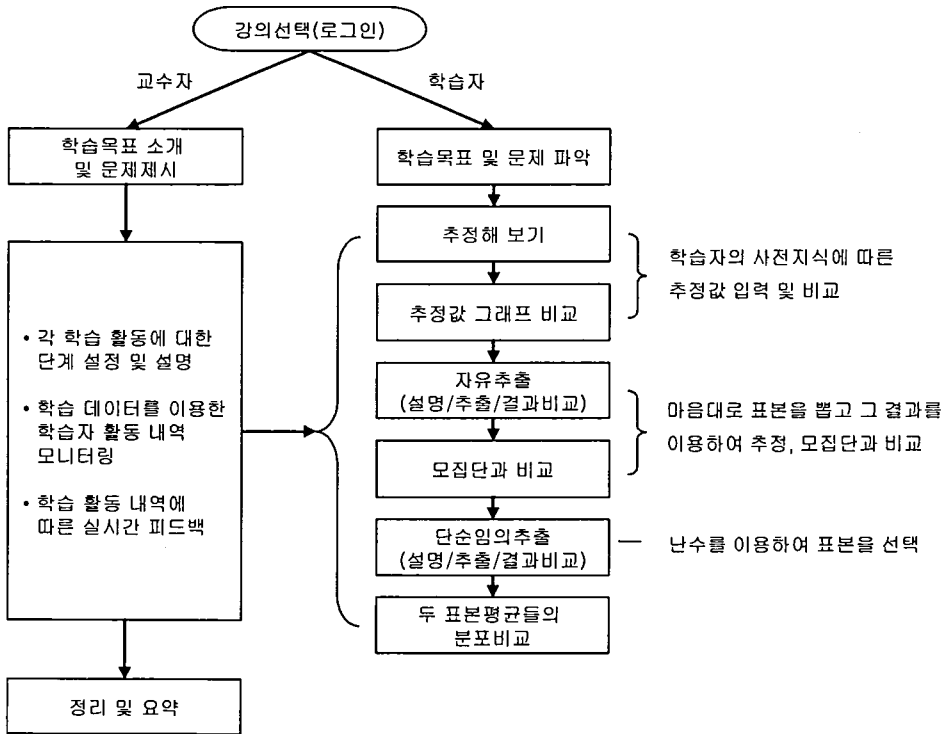 강의선택(로그인)
교수자
학습자
학습목표 소개
및 문제제시
• 각 학습 활동에 대한
단계 설정 및 설명
• 학습 데이터를 이용한
학습자 활동 내역
모니터링
• 학습 활동 내역에
따른 실시간 피드백
정리 및 요약
학습목표 및 문제 파악
추정해 보기
추정값 그래프 비교
자유추출
(설명/추출/결과비교)
모집단과 비교
단순임의추출
(설명/추출/결과비교)
두 표본평균들의
분포비교
학습자의 사전지식에 따른
추정값 입력 및 비교
마음대로 표본을 뽑고 그 결과를
이용하여 추정, 모집단과 비교
난수를 이용하여 표본을 선택